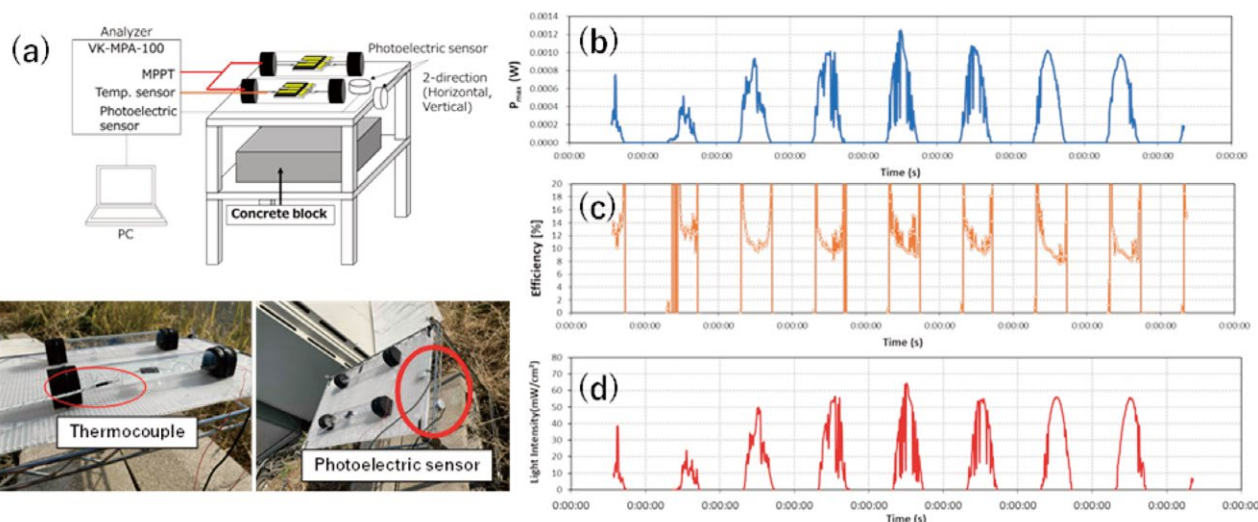 (a)
Analyzer
VK-MPA-100
MPPT
Temp. sensor
Photoelectric
sensor
PC
Photoelectric sensor
2-direction
(Horizontal,
Vertical)
Concrete block
Thermocouple
Photoelectric sensor
(b)
Pmax (W)
0.0014
0.0012
0.0010
0.0008
0.0006
0.0004
0.0002
0.0000
0:00:00 0:00:00 0:00:00 0:00:00 0:00:00 0:00:00 0:00:00 0:00:00 0:00:00 0:00:00
Time (s)
(c)
Efficiency [%]
20
18
16
14
12
10
8
6
4
2
0
0:00:00 0:00:00 0:00:00 0:00:00 0:00:00 0:00:00 0:00:00 0:00:00 0:00:00 0:00:00
Time (s)
(d)
Light Intensity(mW/cm²)
80
70
60
50
40
30
20
10
0
0:00:00 0:00:00 0:00:00 0:00:00 0:00:00 0:00:00 0:00:00 0:00:00 0:00:00 0:00:00
Time (s)